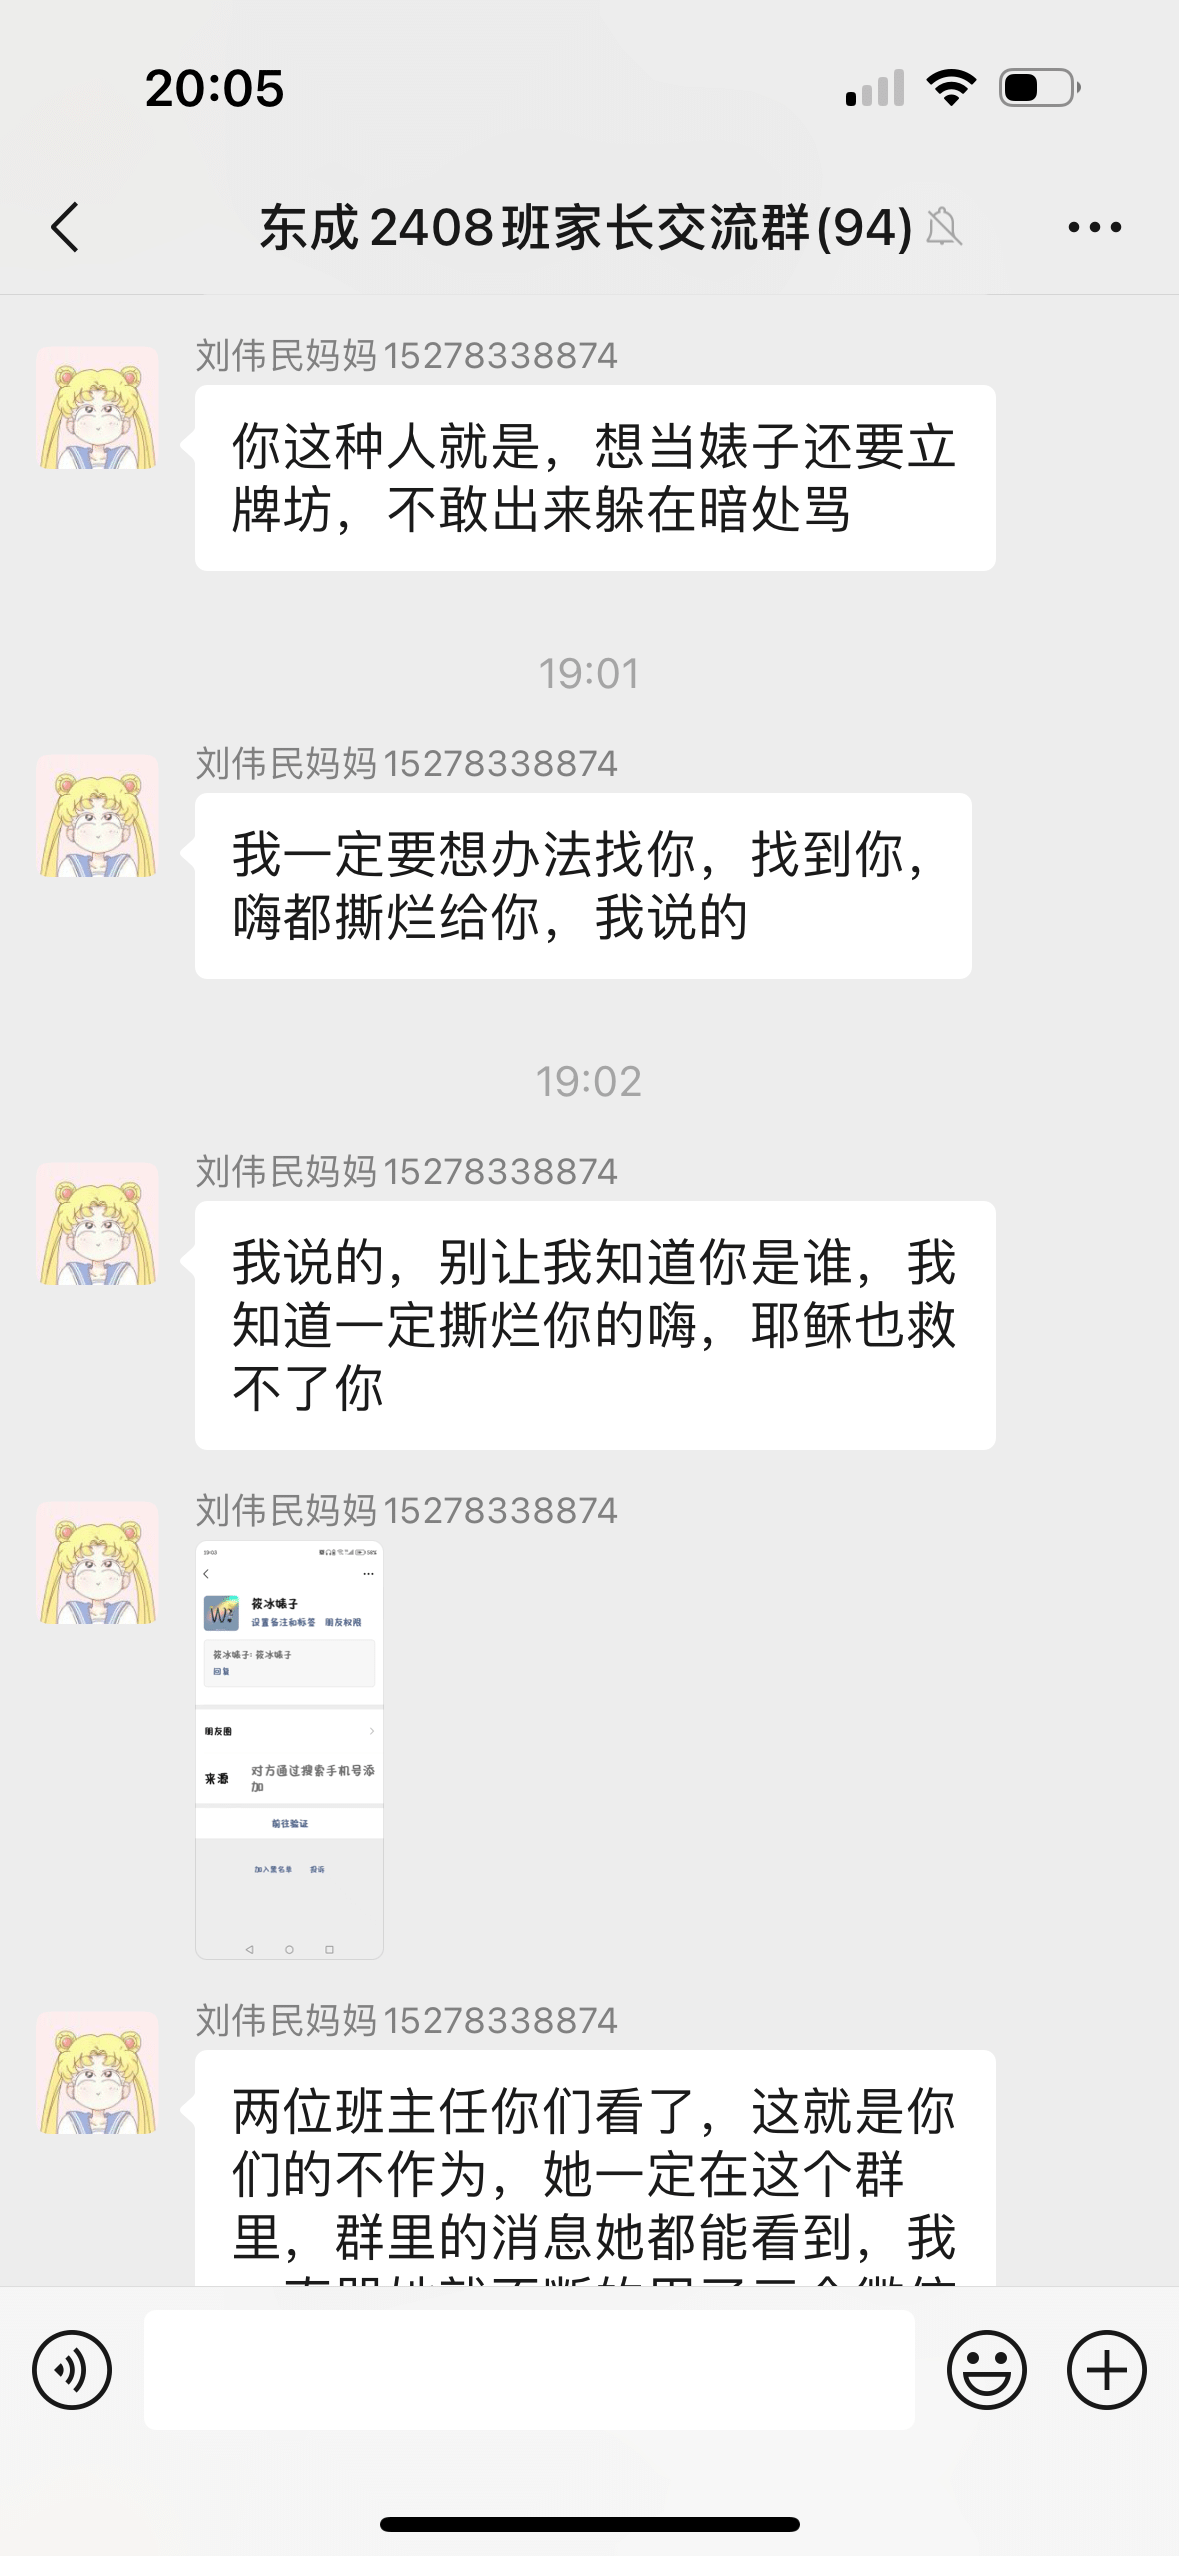 20:05
东成2408班家长交流群(94)
刘伟民妈妈15278338874
你这种人就是，想当婊子还要立
牌坊，不敢出来躲在暗处骂
19:01
刘伟民妈妈15278338874
我一定要想办法找你，找到你，
嗨都撕烂给你，我说的
19:02
刘伟民妈妈15278338874
我说的，别让我知道你是谁，我
知道一定撕烂你的嗨，耶稣也救
不了你
刘伟民妈妈15278338874
19:03
筱冰婊子
设置备注和标签 朋友权限
筱冰婊子: 筱冰婊子
回复
朋友圈
来源
对方通过搜索手机号添
加
前往验证
加入黑名单 投诉
刘伟民妈妈15278338874
两位班主任你们看了，这就是你
们的不作为，她一定在这个群
里，群里的消息她都能看到，我